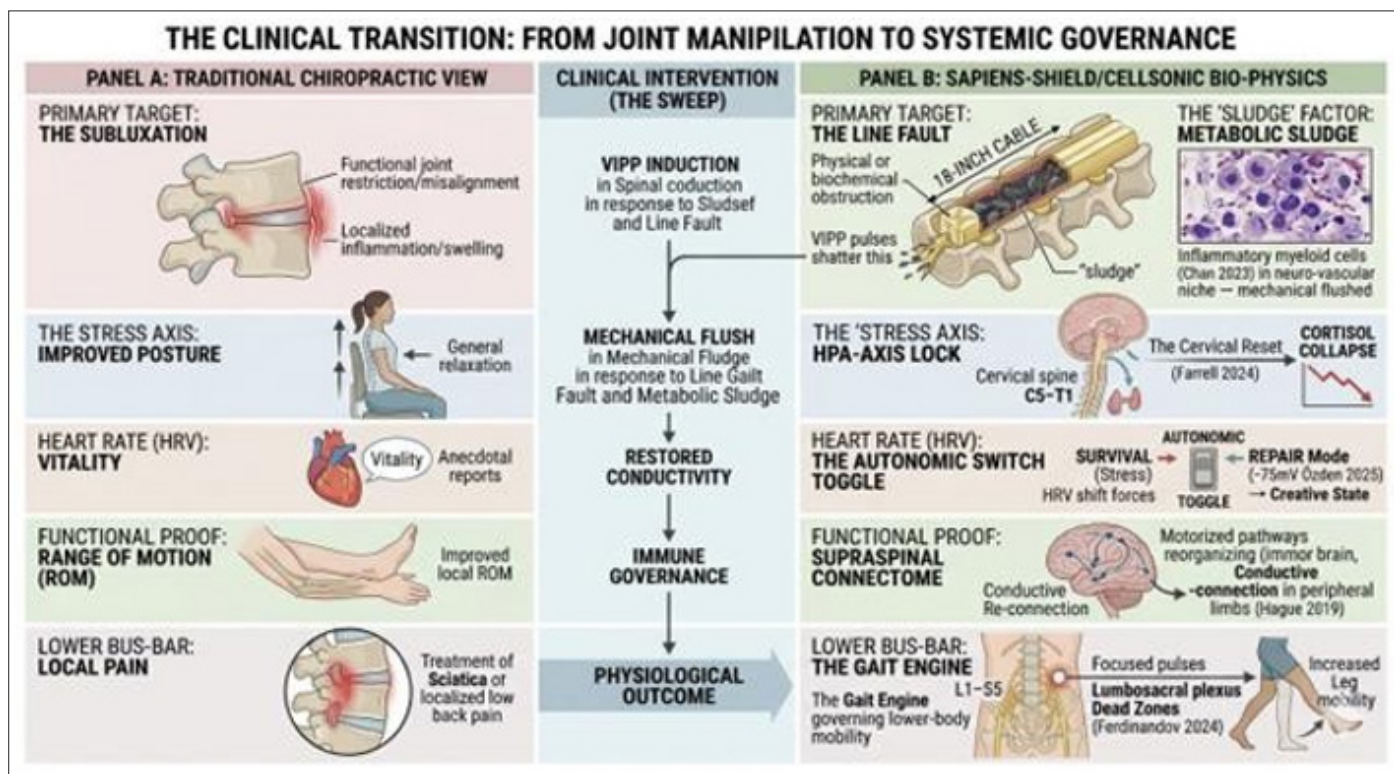 THE CLINICAL TRANSITION: FROM JOINT MANIPILATION TO SYSTEMIC GOVERNANCE
PANEL A: TRADITIONAL CHIROPRACTIC VIEW
PRIMARY TARGET:
THE SUBLUXATION
Functional joint
restriction/misalignment
Localized
inflammation/swelling
THE STRESS AXIS:
IMPROVED POSTURE
General
relaxation
HEART RATE (HRV):
VITALITY
Vitality
Anecdotal
reports
FUNCTIONAL PROOF:
RANGE OF MOTION
(ROM)
Improved
local ROM
LOWER BUS-BAR:
LOCAL PAIN
Treatment of
Sciatica or
localized low
back pain
CLINICAL INTERVENTION
(THE SWEEP)
VIPP INDUCTION
in Spinal coduction
in response to Sludsef
and Line Fault
MECHANICAL FLUSH
in Mechanical Fludge
in response to Line Gailt
Fault and Metabolic Sludge
RESTORED
CONDUCTIVITY
IMMUNE
GOVERNANCE
PHYSIOLOGICAL
OUTCOME
PANEL B: SAPIENS-SHIELD/CELLSONIC BIO-PHYSICS
PRIMARY TARGET:
THE LINE FAULT
Physical or
biochemical
obstruction
18-INCH CABLE
VIPP pulses
shatter this
"sludge"
THE 'SLUDGE' FACTOR:
METABOLIC SLUDGE
Inflammatory myeloid cells
(Chan 2023) in neuro-vascular
niche — mechanical flushed
THE 'STRESS AXIS:
HPA-AXIS LOCK
Cervical spine
C5-T1
The Cervical Reset
(Farrell 2024)
CORTISOL
COLLAPSE
HEART RATE (HRV):
THE AUTONOMIC SWITCH
TOGGLE
SURVIVAL
(Stress)
HRV shift forces
AUTONOMIC
TOGGLE
REPAIR Mode
(-75mV Özden 2025)
→ Creative State
FUNCTIONAL PROOF:
SUPRASPINAL
CONNECTOME
Conductive
Re-connection
Motorized pathways
reorganizing (immor brain,
Conductive
-connection in peripheral
limbs (Hague 2019)
LOWER BUS-BAR:
THE GAIT ENGINE
The Gait Engine
governing lower-body
mobility
L1-S5
Focused pulses
Lumbosacral plexus
Dead Zones
(Ferdinandov 2024)
Increased
Leg
mobility